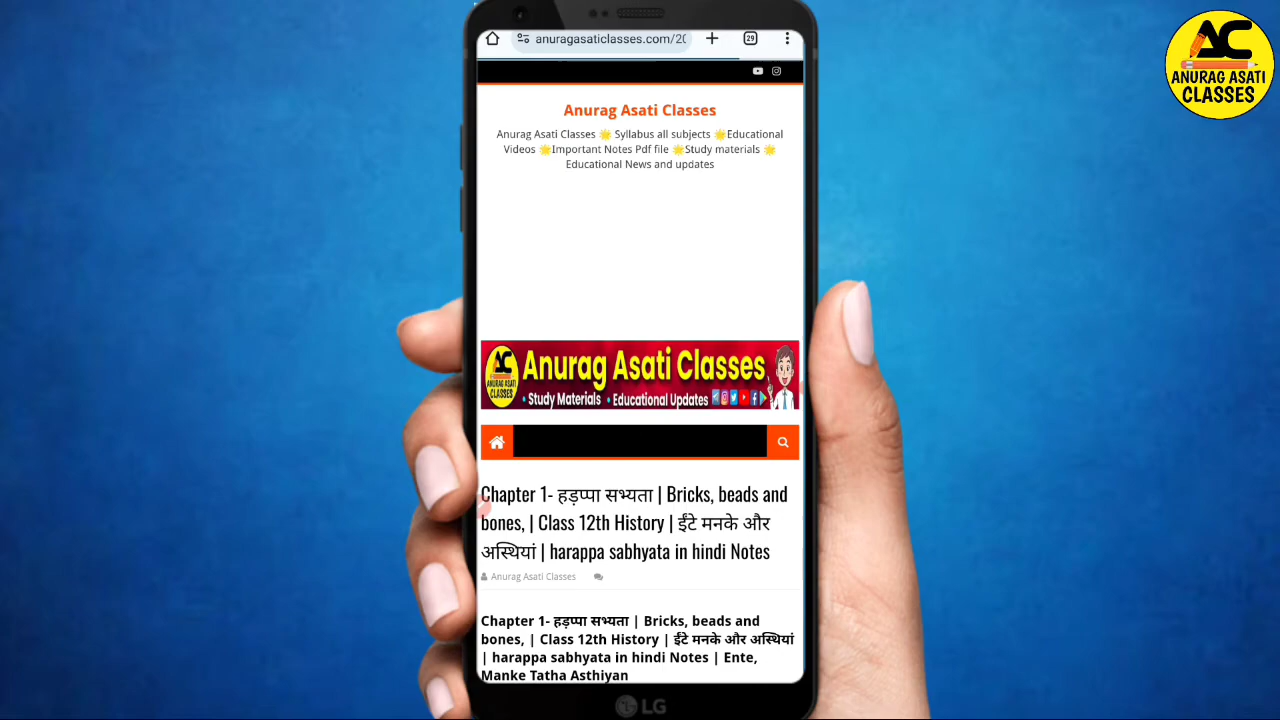 anuragasaticlasses.com/20
29
ANURAG ASATI
CLASSES
Anurag Asati Classes
Anurag Asati Classes 🌟 Syllabus all subjects 🌟Educational
Videos 🌟Important Notes Pdf file 🌟Study materials 🌟
Educational News and updates
ANURAG ASATI
CLASSES
Anurag Asati Classes
• Study Materials • Educational Updates
Chapter 1- हड़प्पा सभ्यता | Bricks, beads and
bones, | Class 12th History | ईंटे मनके और
अस्थियां | harappa sabhyata in hindi Notes
Anurag Asati Classes
Chapter 1- हड़प्पा सभ्यता | Bricks, beads and
bones, | Class 12th History | ईंटे मनके और अस्थियां
| harappa sabhyata in hindi Notes | Ente,
Manke Tatha Asthiyan
LG